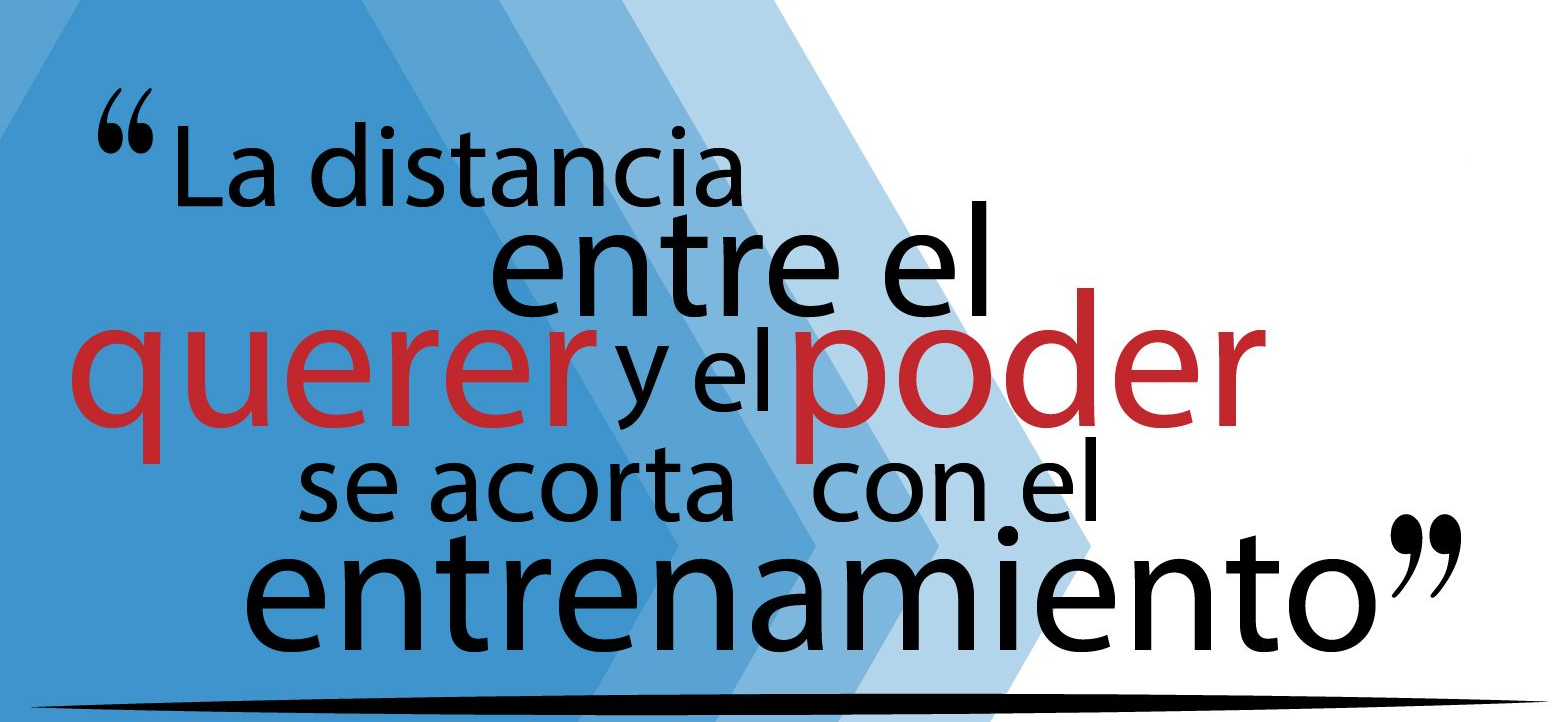 “La distancia
entre el
querer y el poder
se acorta con el
entrenamiento”